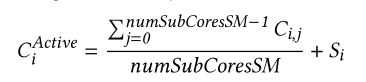 $C_i^{Active} = \frac{\sum_{j=0}^{numSubCoresSM-1} C_{i,j}}{numSubCoresSM} + S_i$